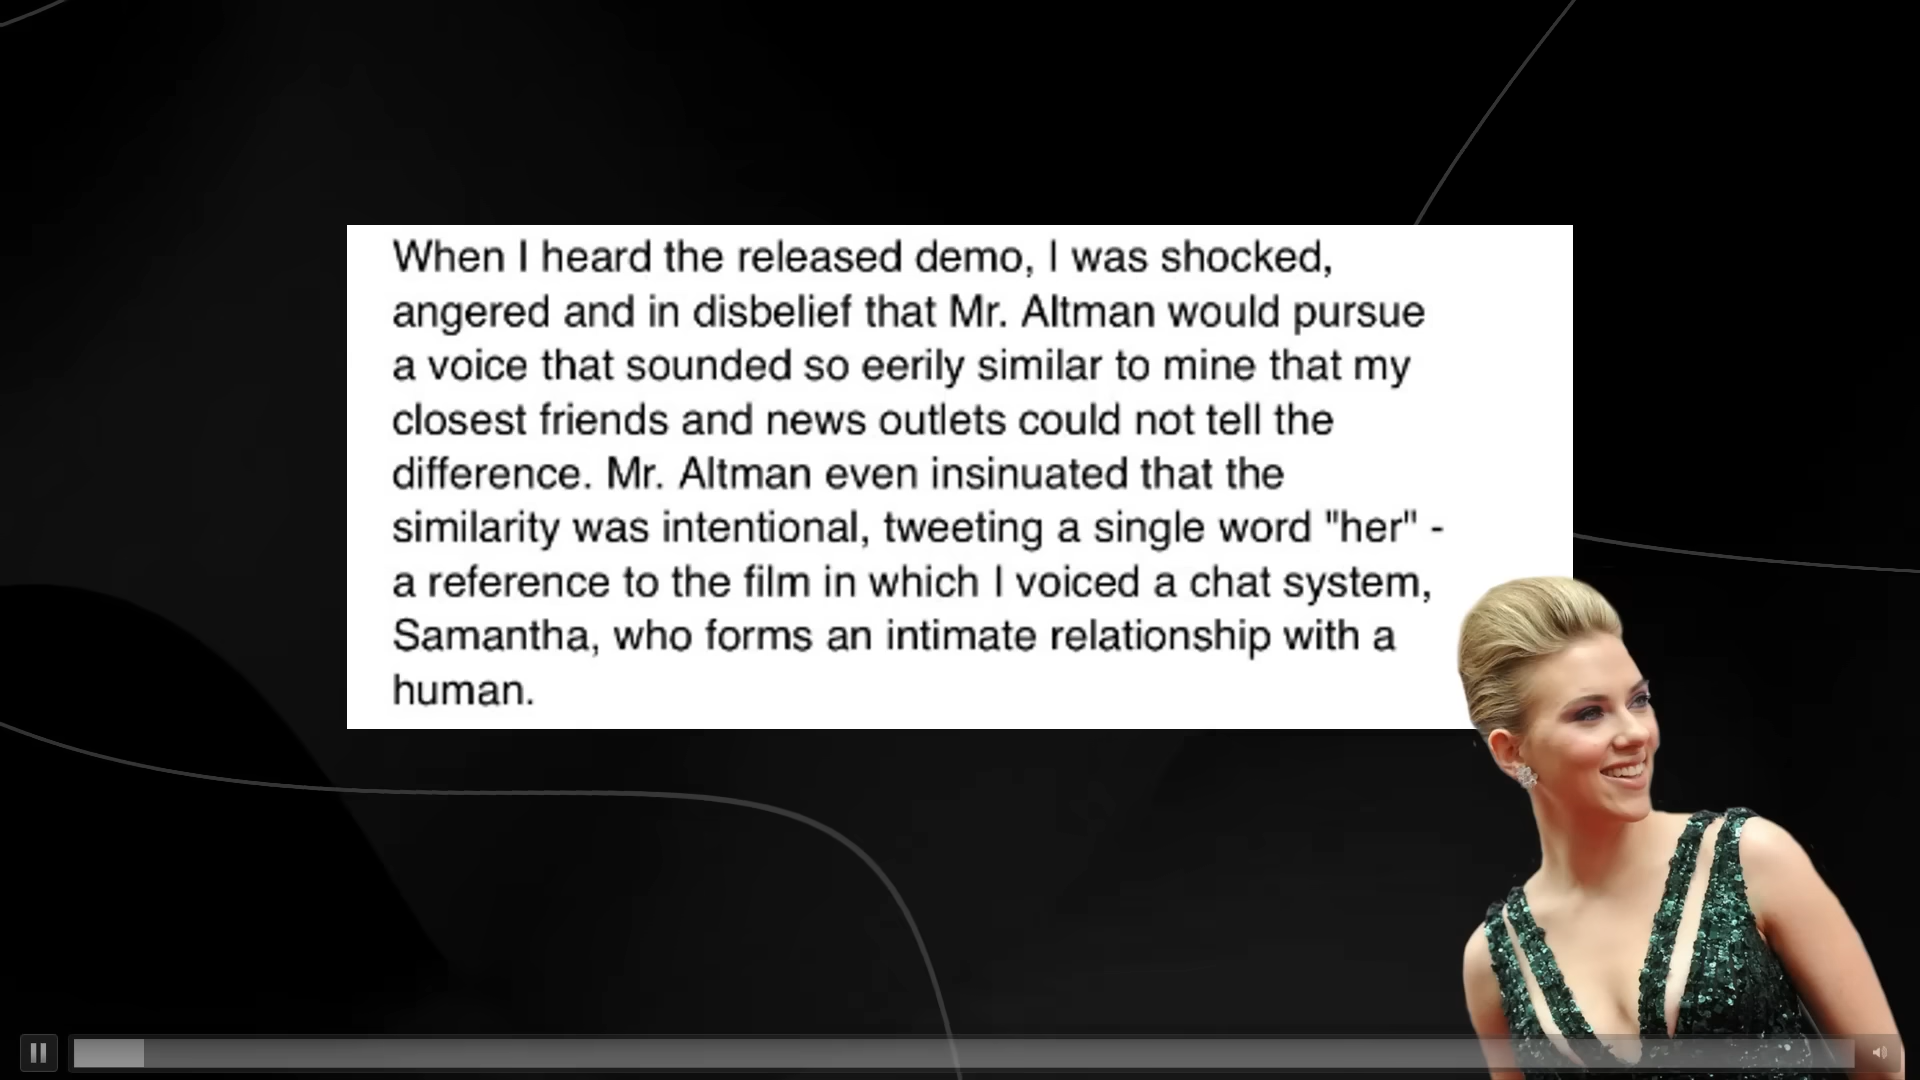 When I heard the released demo, I was shocked,
angered and in disbelief that Mr. Altman would pursue
a voice that sounded so eerily similar to mine that my
closest friends and news outlets could not tell the
difference. Mr. Altman even insinuated that the
similarity was intentional, tweeting a single word "her" -
a reference to the film in which I voiced a chat system,
Samantha, who forms an intimate relationship with a
human.